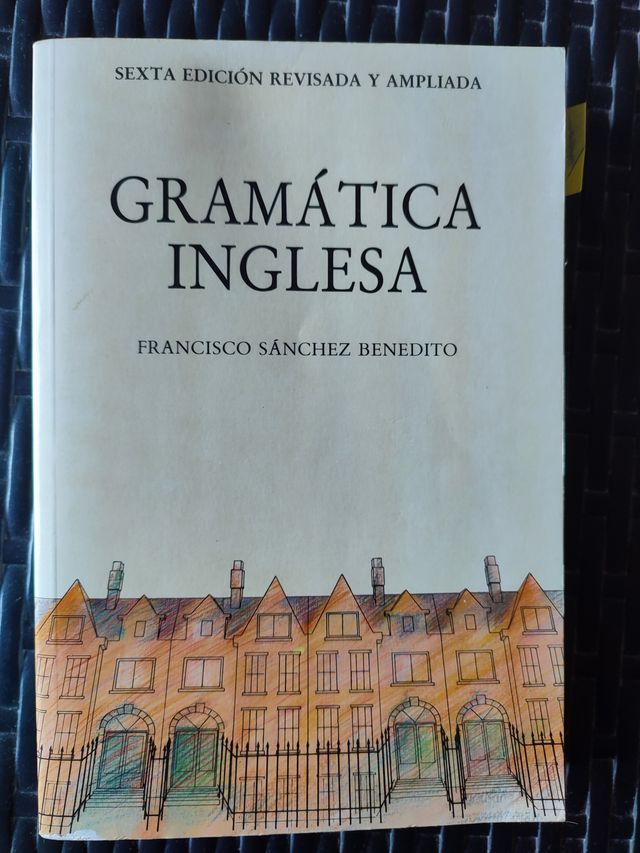 SEXTA EDICIÓN REVISADA Y AMPLIADA
GRAMÁTICA
INGLESA
FRANCISCO SÁNCHEZ BENEDITO